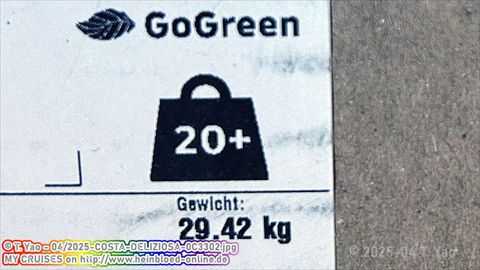 GoGreen
20+
Gewicht:
29.42 kg
© T. Yao - 04/2025-COSTA-DELIZIOSA-0C3302.jpg
MY CRUISES on http://www.heinbloed-online.de
© 2025-04 T. Yao